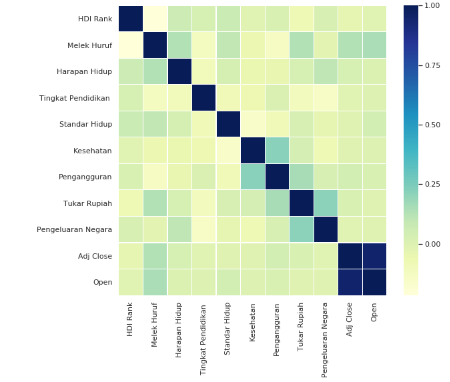 HDI Rank
Melek Huruf
Harapan Hidup
Tingkat Pendidikan
Standar Hidup
Kesehatan
Pengangguran
Tukar Rupiah
Pengeluaran Negara
Adj Close
Open
1.00
0.75
0.50
0.25
0.00
HDI Rank
Melek Huruf
Harapan Hidup
Tingkat Pendidikan
Standar Hidup
Kesehatan
Pengangguran
Tukar Rupiah
Pengeluaran Negara
Adj Close
Open